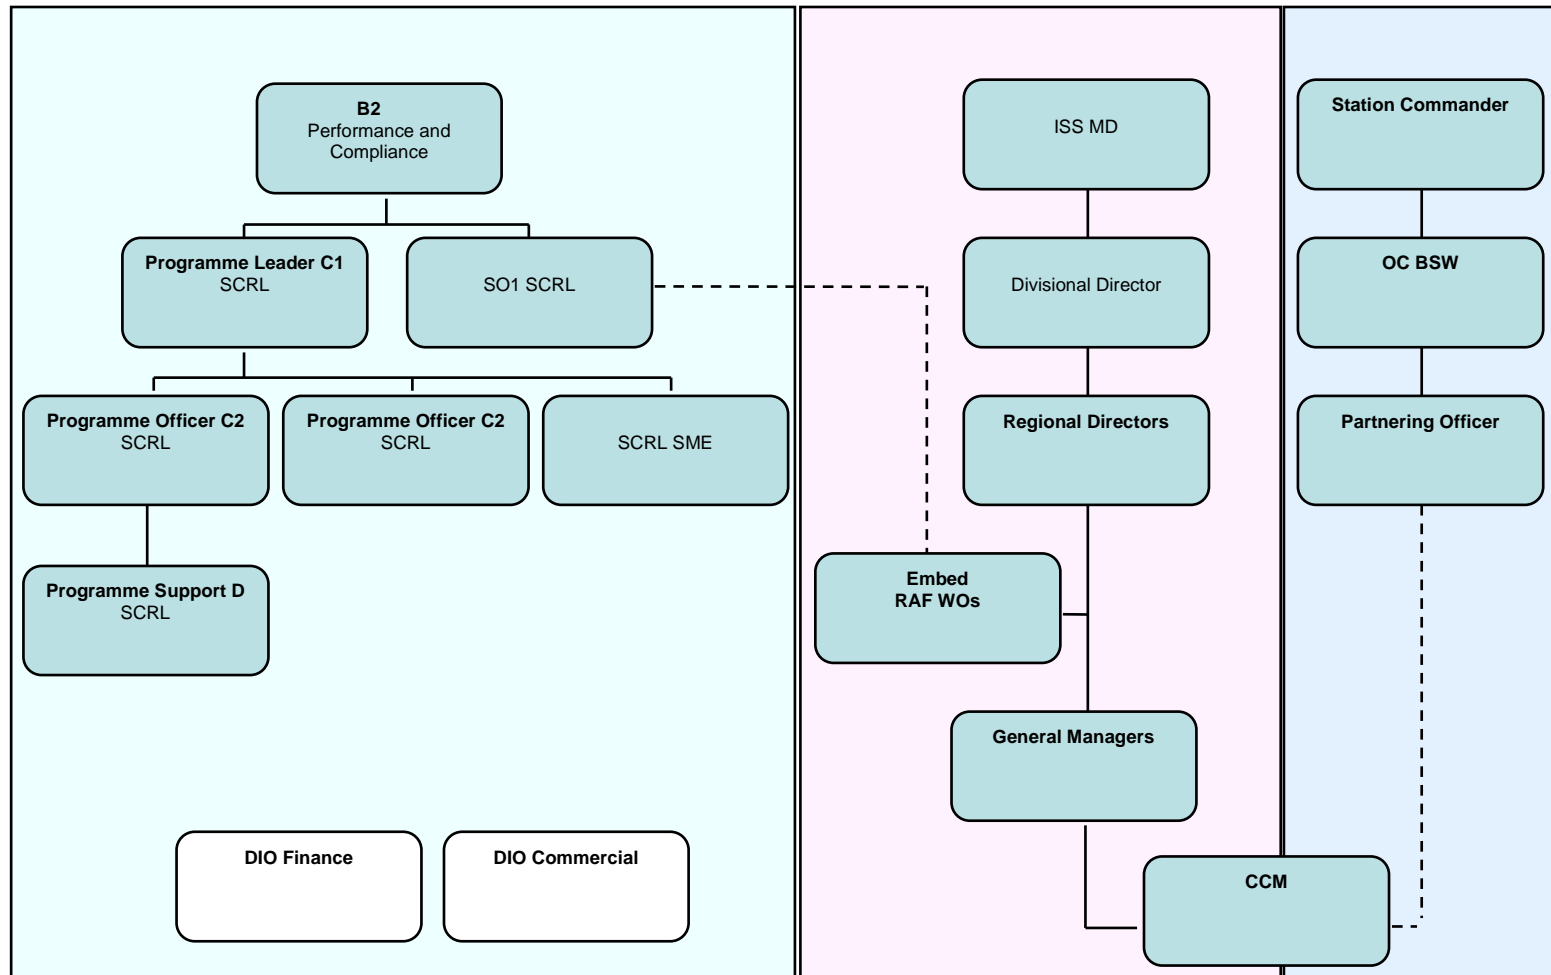 B2
Performance and
Compliance
ISS MD
Station Commander
Programme Leader C1
SCRL
SO1 SCRL
Divisional Director
OC BSW
Programme Officer C2
SCRL
Programme Officer C2
SCRL
SCRL SME
Regional Directors
Partnering Officer
Programme Support D
SCRL
Embed
RAF WOs
General Managers
DIO Finance
DIO Commercial
CCM